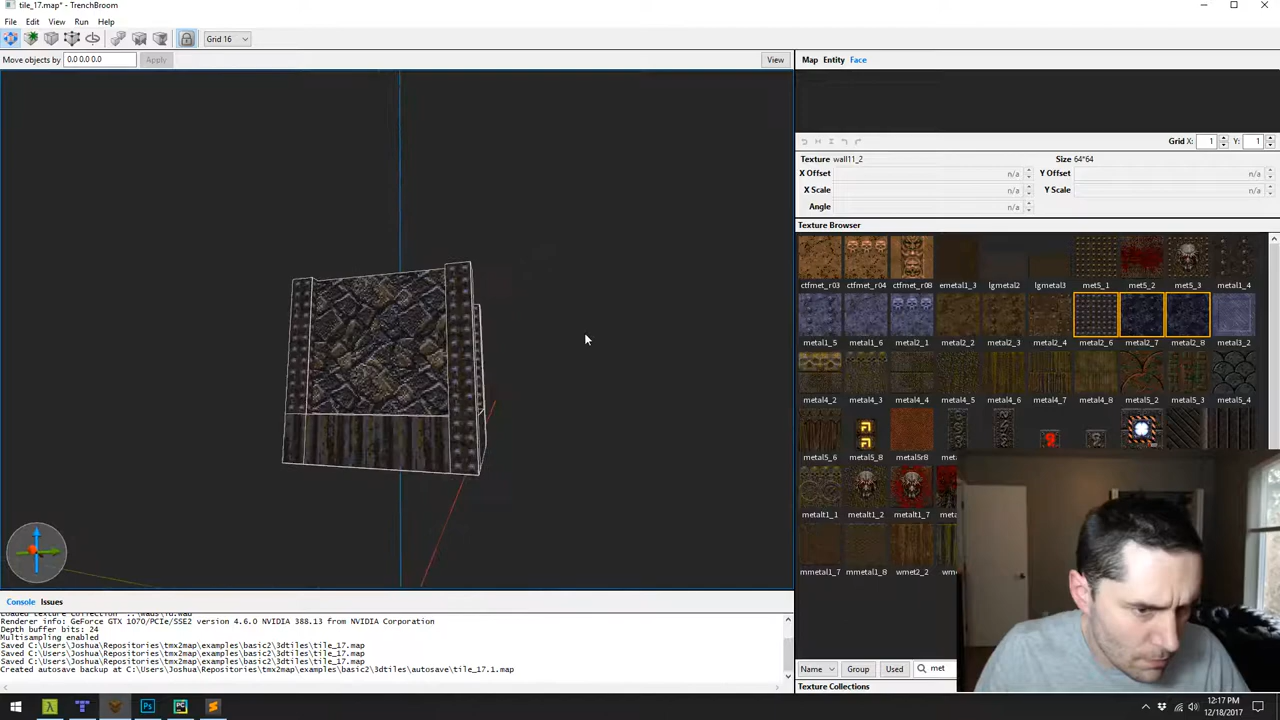 tile_17.map* - TrenchBroom
File Edit View Run Help
Grid 16
Move objects by 0.0 0.0 0.0 Apply View
Map Entity Face
Grid X: 1 Y: 1
Texture wall11_2 Size 64*64
X Offset n/a Y Offset n/a
X Scale n/a Y Scale n/a
Angle n/a
Texture Browser
ctfmet_r03 ctfmet_r04 ctfmet_r08 emetal1_3 lgmetal2 lgmetal3 met5_1 met5_2 met5_3 metal1_4
metal1_5 metal1_6 metal2_1 metal2_2 metal2_3 metal2_4 metal2_6 metal2_7 metal2_8 metal3_2
metal4_2 metal4_3 metal4_4 metal4_5 metal4_6 metal4_7 metal4_8 metal5_2 metal5_3 metal5_4
metal5_6 metal5_8 metal5r8
metalt1_1 metalt1_2 metalt1_7
mmetal1_7 mmetal1_8 wmet2_2
Console Issues
Renderer info: GeForce GTX 1070/PCIe/SSE2 version 4.6.0 NVIDIA 388.13 from NVIDIA Corporation
Depth buffer bits: 24
Multisampling enabled
Saved C:\Users\Joshua\Repositories\tmx2map\examples\basic2\3dtiles\tile_17.map
Saved C:\Users\Joshua\Repositories\tmx2map\examples\basic2\3dtiles\tile_17.map
Saved C:\Users\Joshua\Repositories\tmx2map\examples\basic2\3dtiles\tile_17.map
Created autosave backup at C:\Users\Joshua\Repositories\tmx2map\examples\basic2\3dtiles\autosave\tile_17.1.map
Name Group Used met
Texture Collections
12:17 PM
12/18/2017